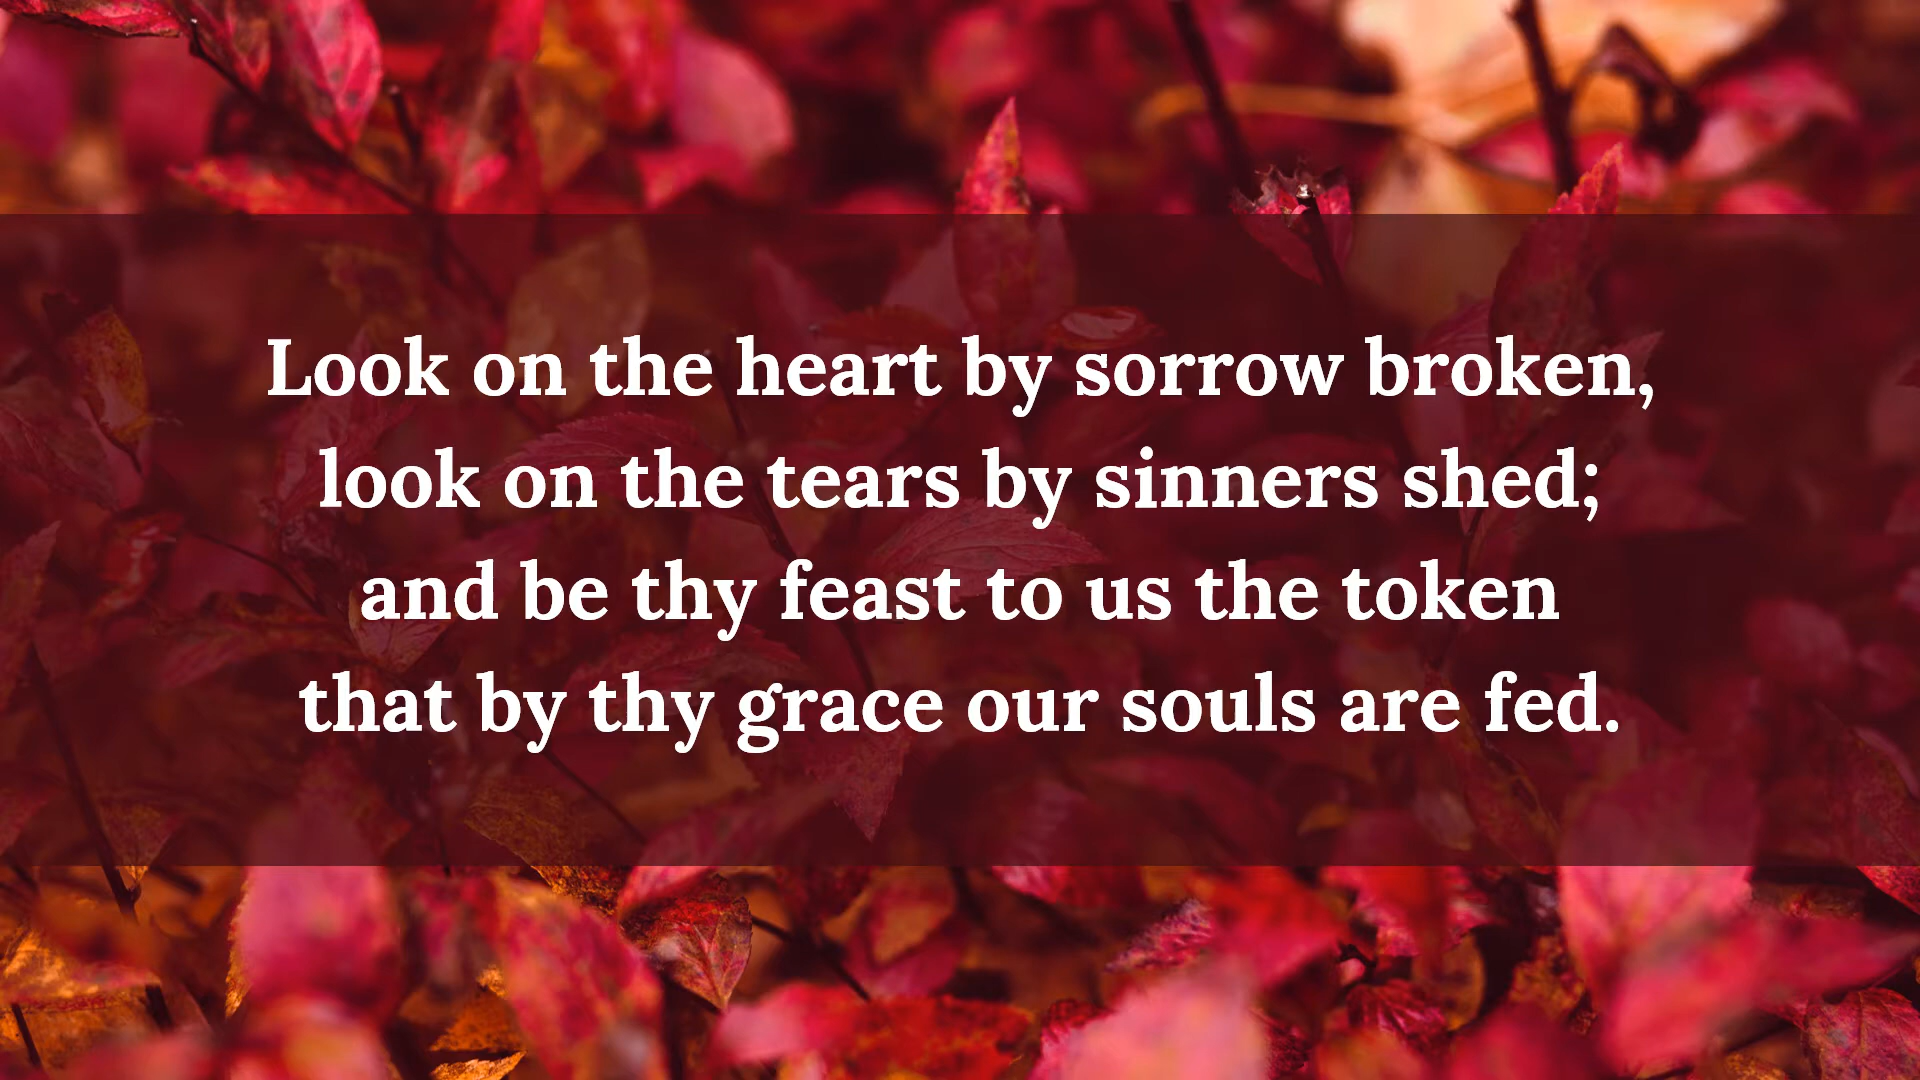 Look on the heart by sorrow broken,
look on the tears by sinners shed;
and be thy feast to us the token
that by thy grace our souls are fed.